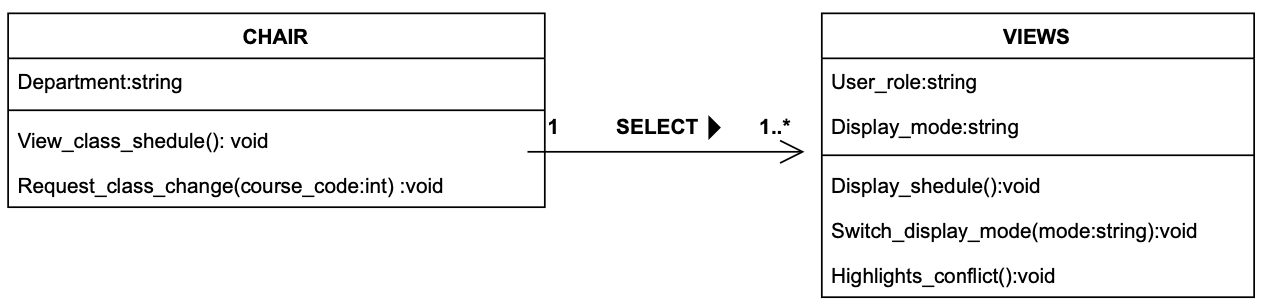 CHAIR
Department:string
View_class_shedule(): void
Request_class_change(course_code:int) :void
1 SELECT 1..*
VIEWS
User_role:string
Display_mode:string
Display_shedule():void
Switch_display_mode(mode:string):void
Highlights_conflict():void